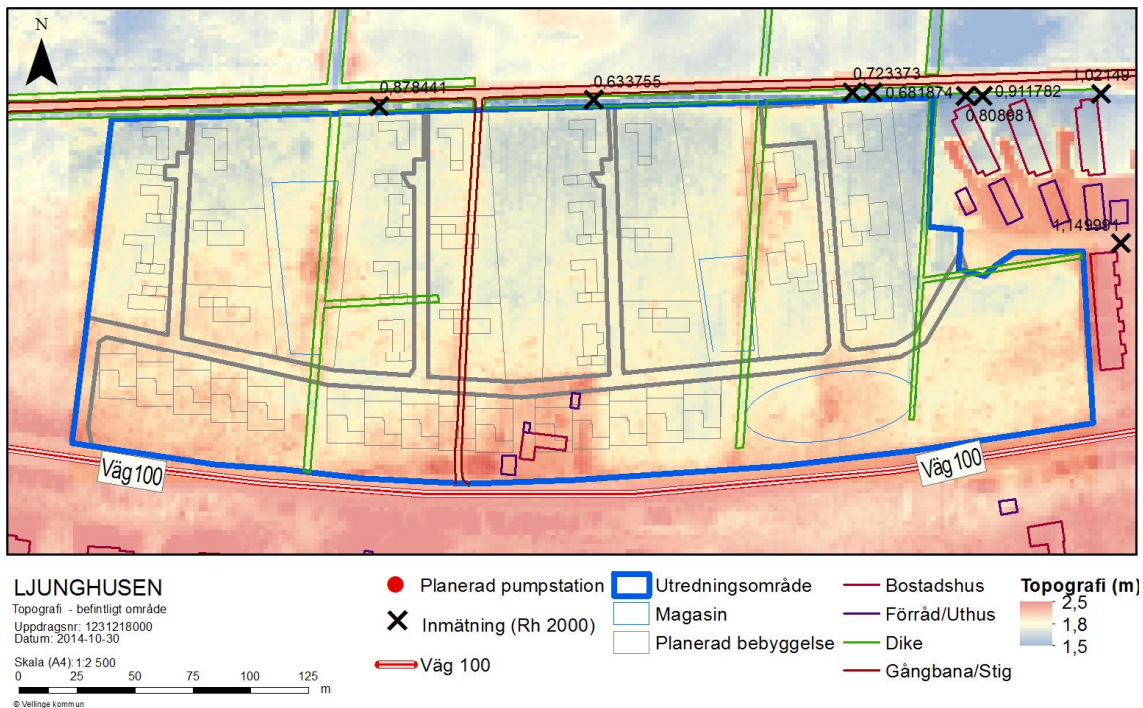 N
0,878441
0,633755
0,723373
0,681874
0,911782
1,02149
0,808981
1,149991
Väg 100
Väg 100
LJUNGHUSEN
Topografi - befintligt område
Uppdragsnr: 1231218000
Datum: 2014-10-30
Skala (A4): 1:2 500
0 25 50 75 100 125
m
© Vellinge kommun
Planerad pumpstation
Inmätning (Rh 2000)
Väg 100
Utredningsområde
Magasin
Planerad bebyggelse
Bostadshus
Förråd/Uthus
Dike
Gångbana/Stig
Topografi (m)
2,5
1,8
1,5